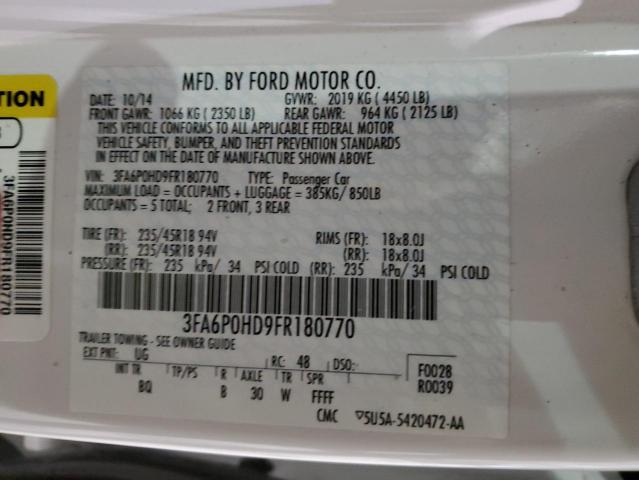 MFD. BY FORD MOTOR CO.
DATE: 10/14 GVWR: 2019 KG ( 4450 LB)
FRONT GAWR: 1066 KG ( 2350 LB) REAR GAWR: 964 KG ( 2125 LB)
THIS VEHICLE CONFORMS TO ALL APPLICABLE FEDERAL MOTOR
VEHICLE SAFETY, BUMPER, AND THEFT PREVENTION STANDARDS
IN EFFECT ON THE DATE OF MANUFACTURE SHOWN ABOVE.
VIN: 3FA6P0HD9FR180770 TYPE: Passenger Car
MAXIMUM LOAD = OCCUPANTS + LUGGAGE = 385KG/ 850LB
OCCUPANTS = 5 TOTAL; 2 FRONT, 3 REAR
TIRE (FR): 235/45R18 94V RIMS (FR): 18x8.0J
(RR): 235/45R18 94V (RR): 18x8.0J
PRESSURE (FR): 235 kPa/ 34 PSI COLD (RR): 235 kPa/ 34 PSI COLD
3FA6P0HD9FR180770
TRAILER TOWING - SEE OWNER GUIDE
EXT PNT: UG RC: 48 DSO: F0028
INT TR TP/PS R AXLE TR SPR R0039
BQ B 30 W FFFF
CMC ▽5U5A-5420472-AA
TION
3FA6P0HD9FR180770